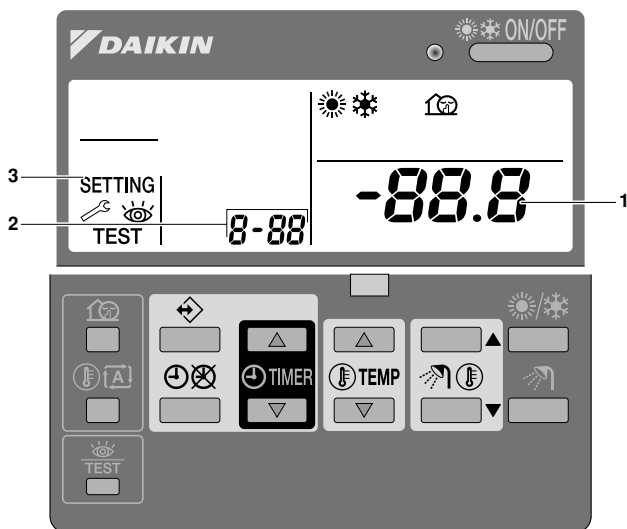 DAIKIN
ON/OFF
3
SETTING
-88.8
1
2
8-88
TEST
TIMER
TEMP
A
TEST